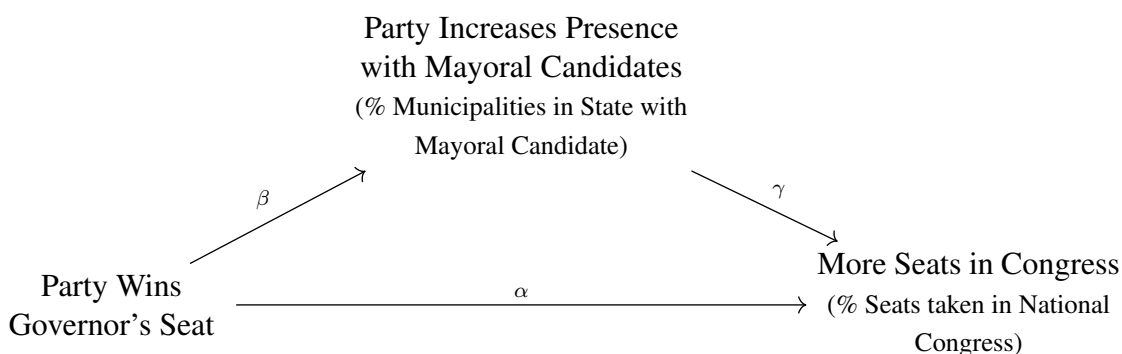 Party Increases Presence
with Mayoral Candidates
(% Municipalities in State with
Mayoral Candidate)
β
γ
Party Wins
Governor's Seat
α
More Seats in Congress
(% Seats taken in National
Congress)